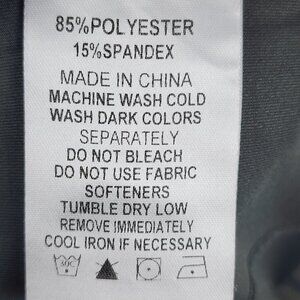 85%POLYESTER
15%SPANDEX
MADE IN CHINA
MACHINE WASH COLD
WASH DARK COLORS
SEPARATELY
DO NOT BLEACH
DO NOT USE FABRIC
SOFTENERS
TUMBLE DRY LOW
REMOVE IMMEDIATELY
COOL IRON IF NECESSARY
30C